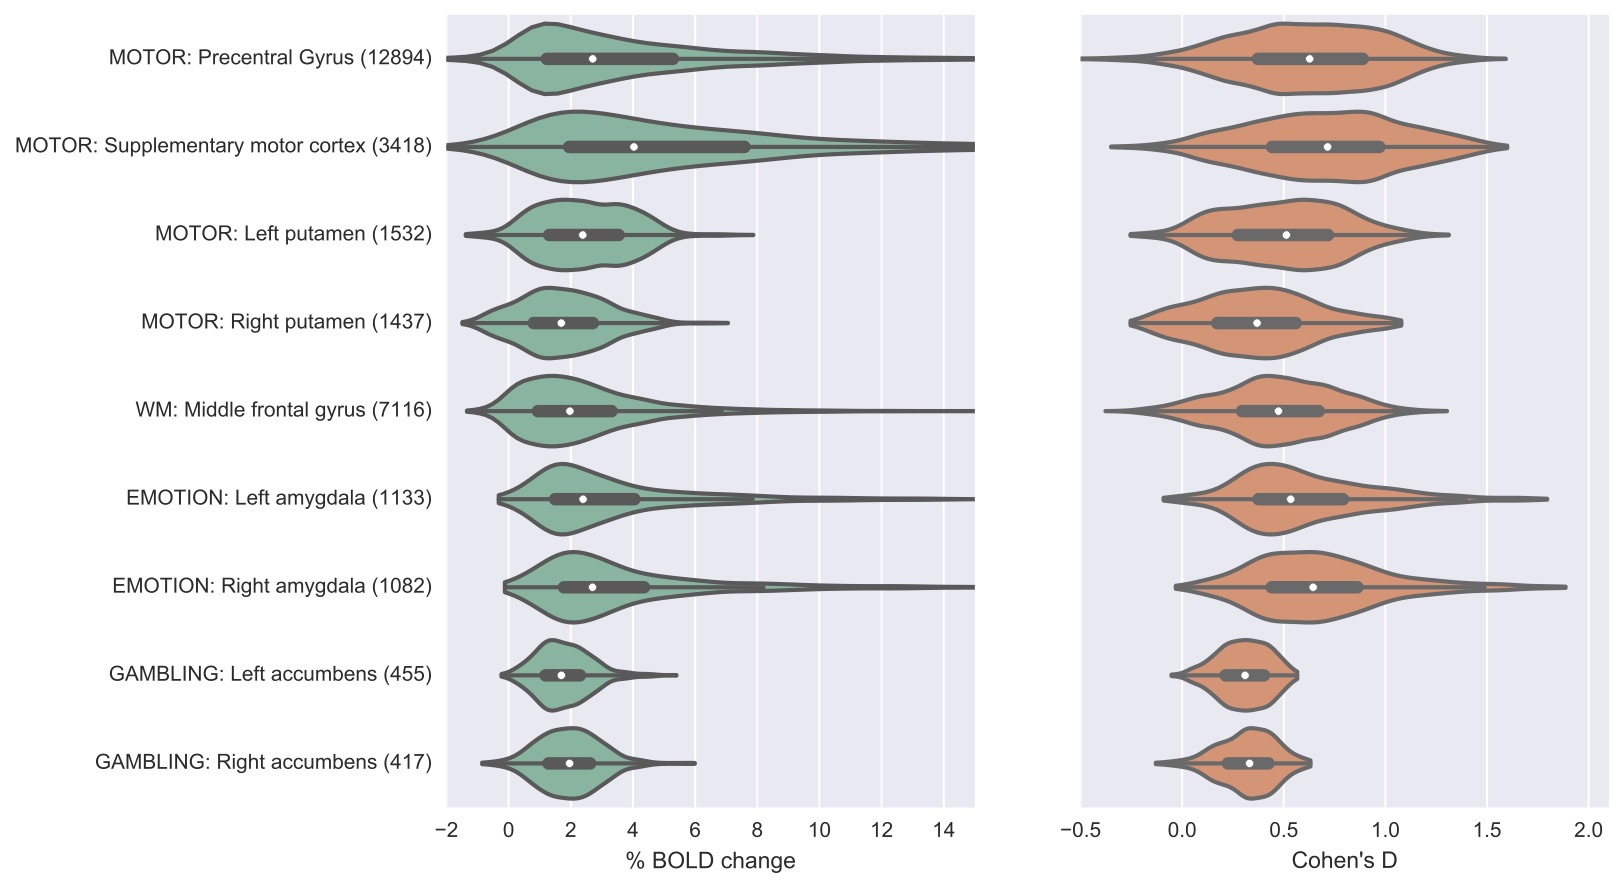 MOTOR: Precentral Gyrus (12894)
MOTOR: Supplementary motor cortex (3418)
MOTOR: Left putamen (1532)
MOTOR: Right putamen (1437)
WM: Middle frontal gyrus (7116)
EMOTION: Left amygdala (1133)
EMOTION: Right amygdala (1082)
GAMBLING: Left accumbens (455)
GAMBLING: Right accumbens (417)
−2 0 2 4 6 8 10 12 14
% BOLD change
−0.5 0.0 0.5 1.0 1.5 2.0
Cohen's D